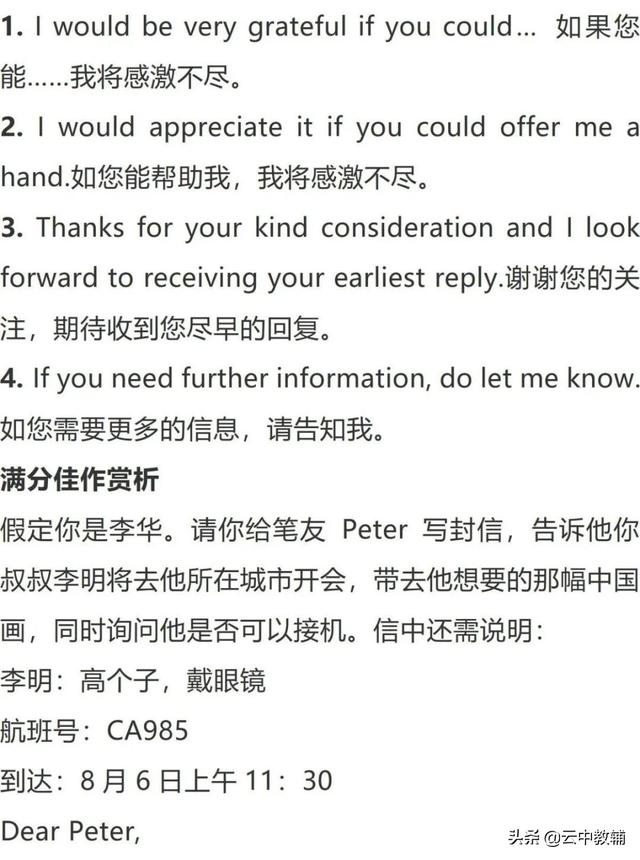 1. I would be very grateful if you could… 如果您
能……我将感激不尽。
2. I would appreciate it if you could offer me a
hand.如您能帮助我，我将感激不尽。
3. Thanks for your kind consideration and I look
forward to receiving your earliest reply.谢谢您的关
注，期待收到您尽早的回复。
4. If you need further information, do let me know.
如您需要更多的信息，请告知我。
满分佳作赏析
假定你是李华。请你给笔友 Peter 写封信，告诉他你
叔叔李明将去他所在城市开会，带去他想要的那幅中国
画，同时询问他是否可以接机。信中还需说明：
李明：高个子，戴眼镜
航班号：CA985
到达：8 月 6 日上午 11：30
Dear Peter,
头条 @云中教辅